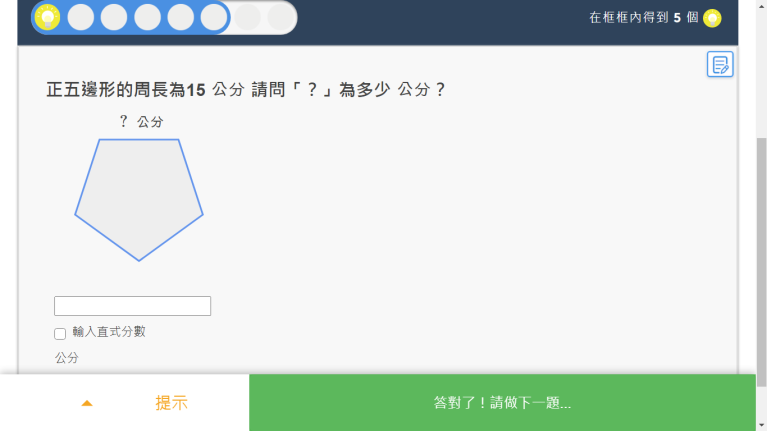 在框框內得到 5 個
正五邊形的周長為15 公分 請問「？」為多少 公分？
？ 公分
輸入直式分數
公分
提示
答對了！請做下一題...